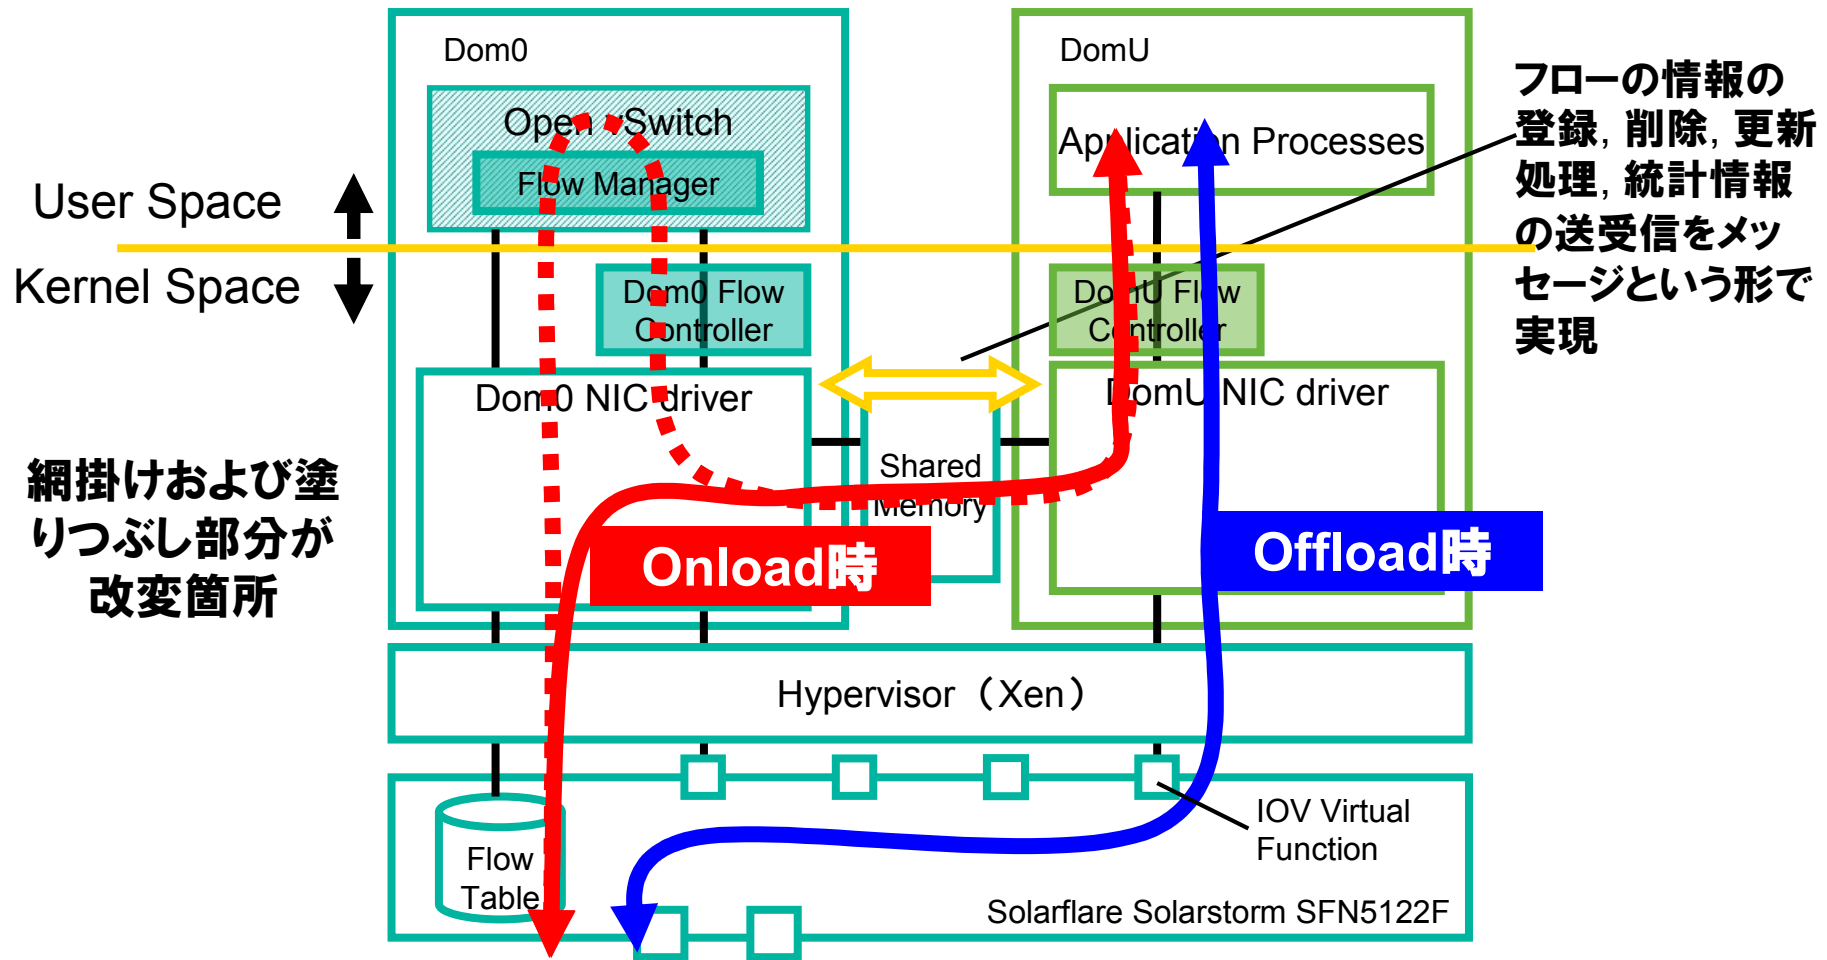 Dom0
DomU
Open vSwitch
Flow Manager
Application Processes
フローの情報の
登録, 削除, 更新
処理, 統計情報
の送受信をメッ
セージという形で
実現
User Space
Kernel Space
Dom0 Flow
Controller
DomU Flow
Controller
Dom0 NIC driver
DomU NIC driver
Shared
Memory
網掛けおよび塗
りつぶし部分が
改変箇所
Onload時
Offload時
Hypervisor（Xen）
IOV Virtual
Function
Flow
Table
Solarflare Solarstorm SFN5122F